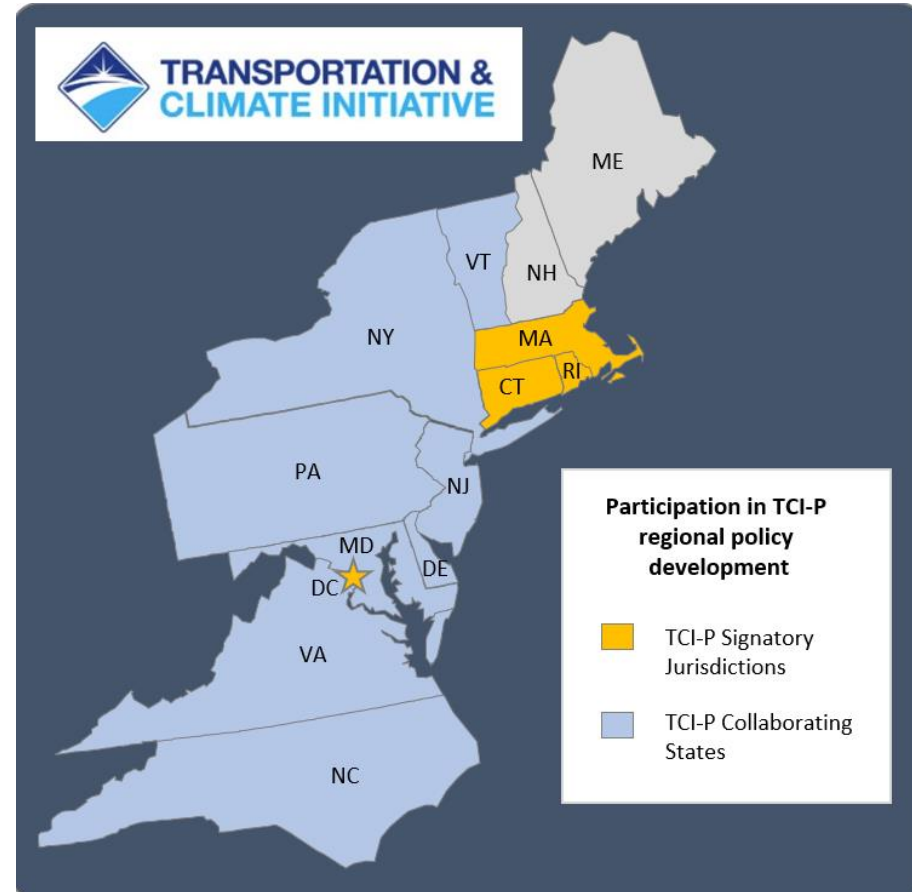 TRANSPORTATION &
CLIMATE INITIATIVE
ME
VT
NH
NY
MA
RI
CT
PA
NJ
MD
DE
DC
VA
NC
Participation in TCI-P
regional policy
development
TCI-P Signatory
Jurisdictions
TCI-P Collaborating
States